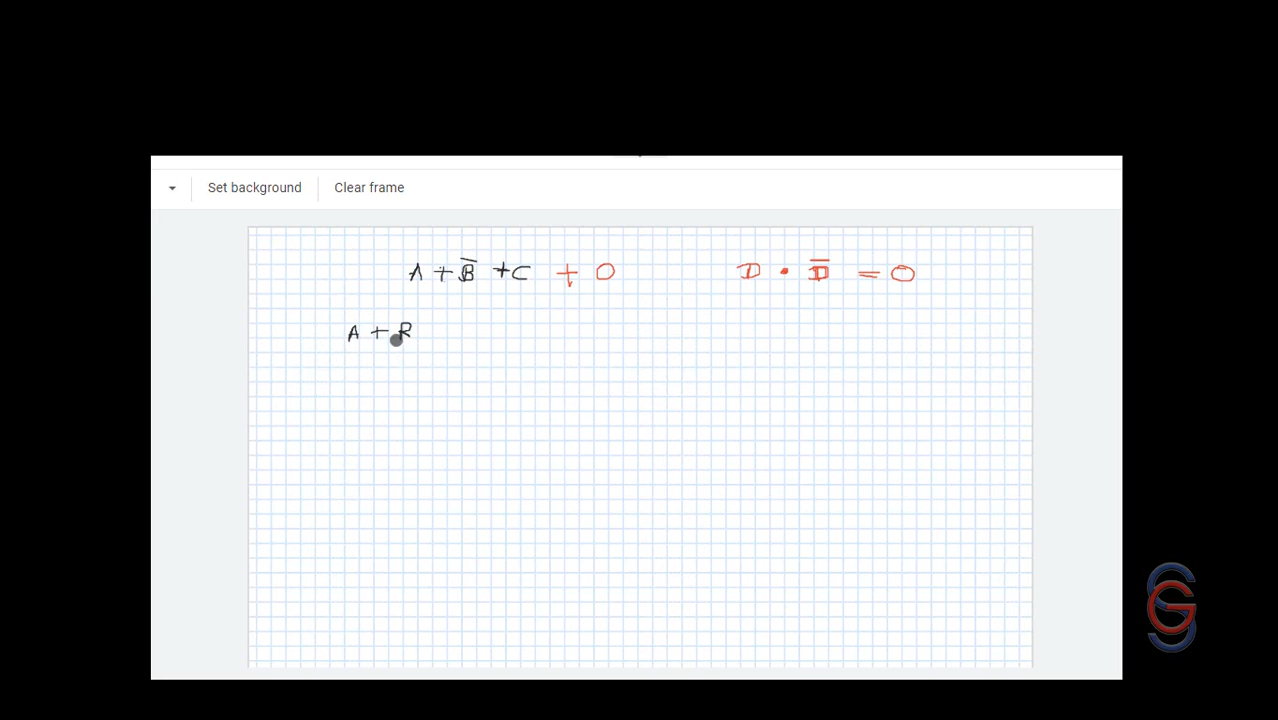 Set background Clear frame
A + B̅ + C + 0 D · D̅ = 0
A + R